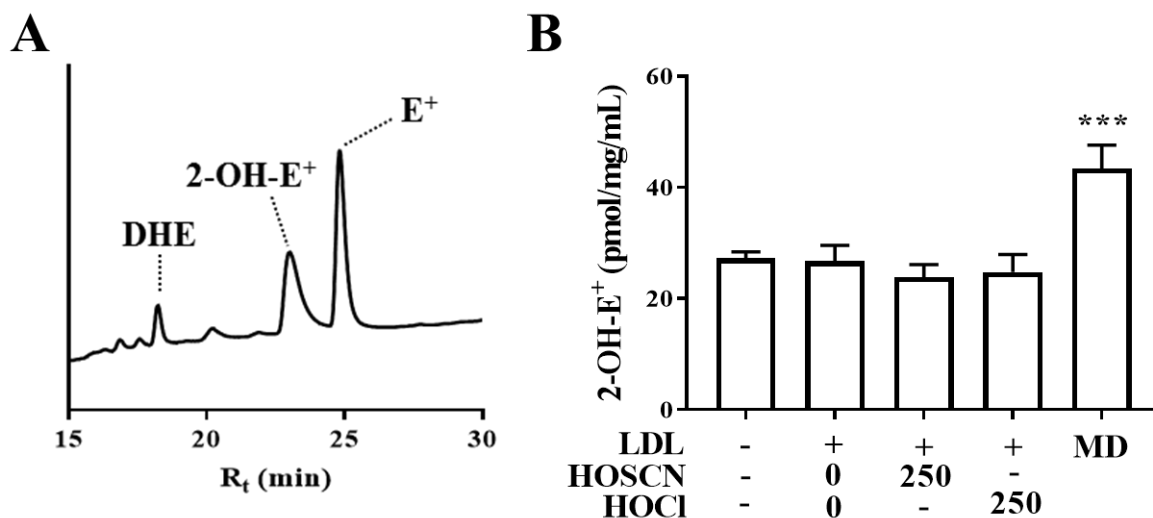 A
E⁺
2-OH-E⁺
DHE
15 20 25 30
Rₜ (min)
B
2-OH-E⁺ (pmol/mg/mL)
60
40
20
0
***
LDL - + + + MD
HOSCN - 0 250 -
HOCl - 0 - 250